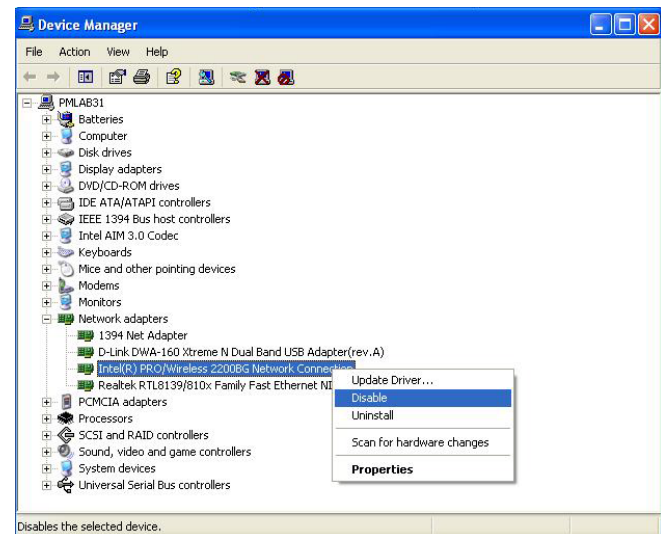 Device Manager
File Action View Help
PMLAB31
Batteries
Computer
Disk drives
Display adapters
DVD/CD-ROM drives
IDE ATA/ATAPI controllers
IEEE 1394 Bus host controllers
Intel AIM 3.0 Codec
Keyboards
Mice and other pointing devices
Modems
Monitors
Network adapters
1394 Net Adapter
D-Link DWA-160 Xtreme N Dual Band USB Adapter(rev.A)
Intel(R) PRO/Wireless 2200BG Network Connection
Realtek RTL8139/810x Family Fast Ethernet NI
PCMCIA adapters
Processors
SCSI and RAID controllers
Sound, video and game controllers
System devices
Universal Serial Bus controllers
Update Driver...
Disable
Uninstall
Scan for hardware changes
Properties
Disables the selected device.